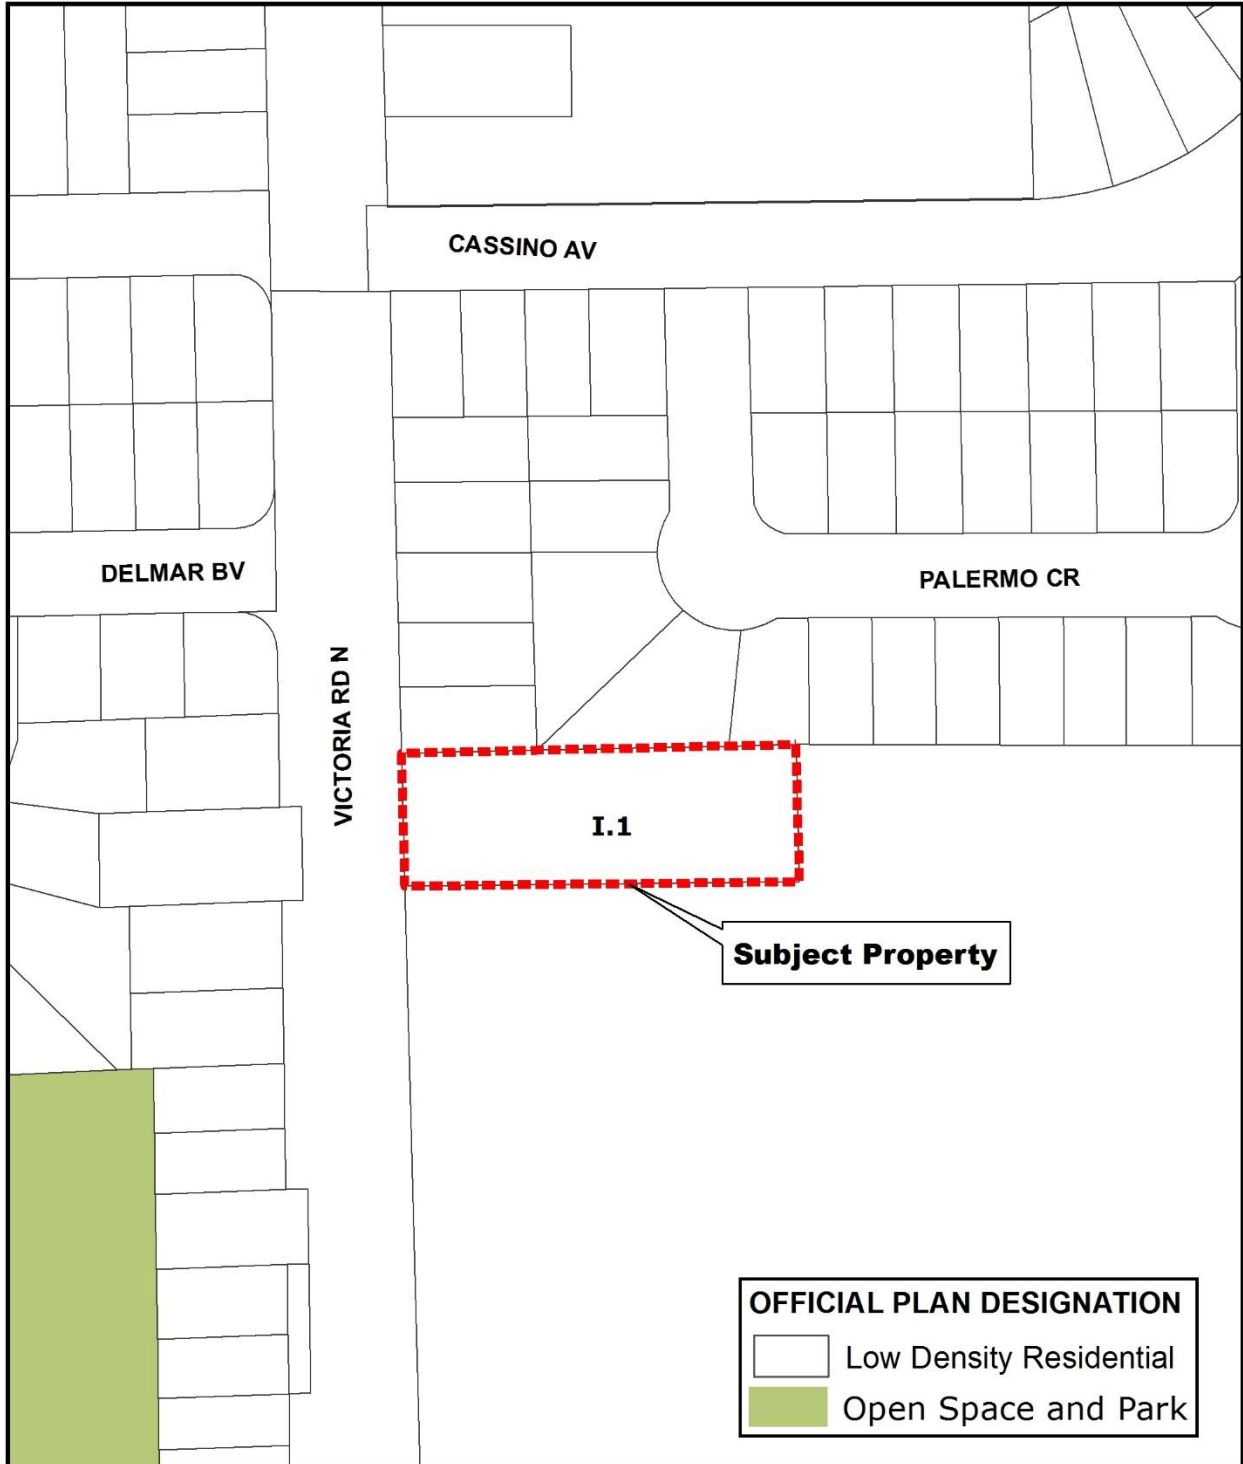 CASSINO AV
DELMAR BV
PALERMO CR
VICTORIA RD N
I.1
Subject Property
OFFICIAL PLAN DESIGNATION
Low Density Residential
Open Space and Park